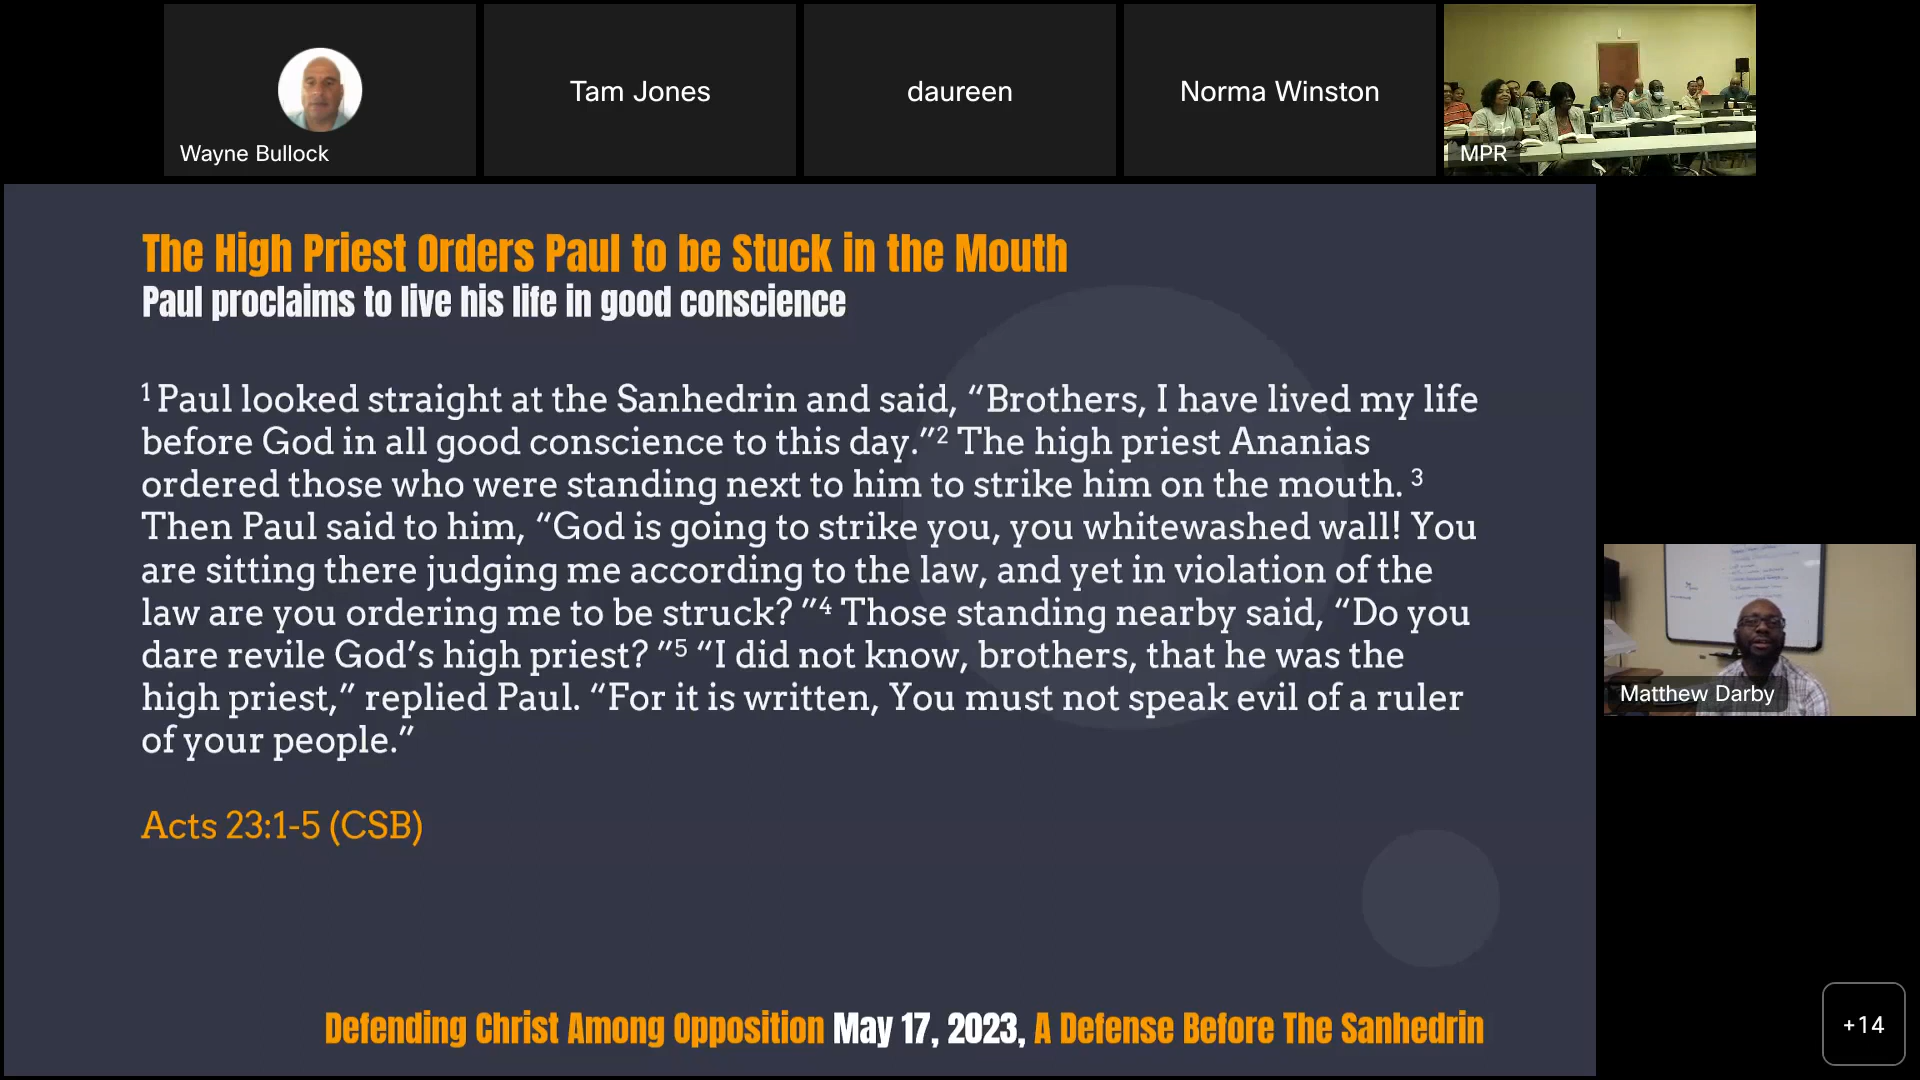 Wayne Bullock
Tam Jones
daureen
Norma Winston
MPR
The High Priest Orders Paul to be Stuck in the Mouth
Paul proclaims to live his life in good conscience
1 Paul looked straight at the Sanhedrin and said, “Brothers, I have lived my life
before God in all good conscience to this day.”2 The high priest Ananias
ordered those who were standing next to him to strike him on the mouth. 3
Then Paul said to him, “God is going to strike you, you whitewashed wall! You
are sitting there judging me according to the law, and yet in violation of the
law are you ordering me to be struck? ”4 Those standing nearby said, “Do you
dare revile God’s high priest? ”5 “I did not know, brothers, that he was the
high priest,” replied Paul. “For it is written, You must not speak evil of a ruler
of your people.”
Acts 23:1-5 (CSB)
Matthew Darby
Defending Christ Among Opposition May 17, 2023, A Defense Before The Sanhedrin
+14